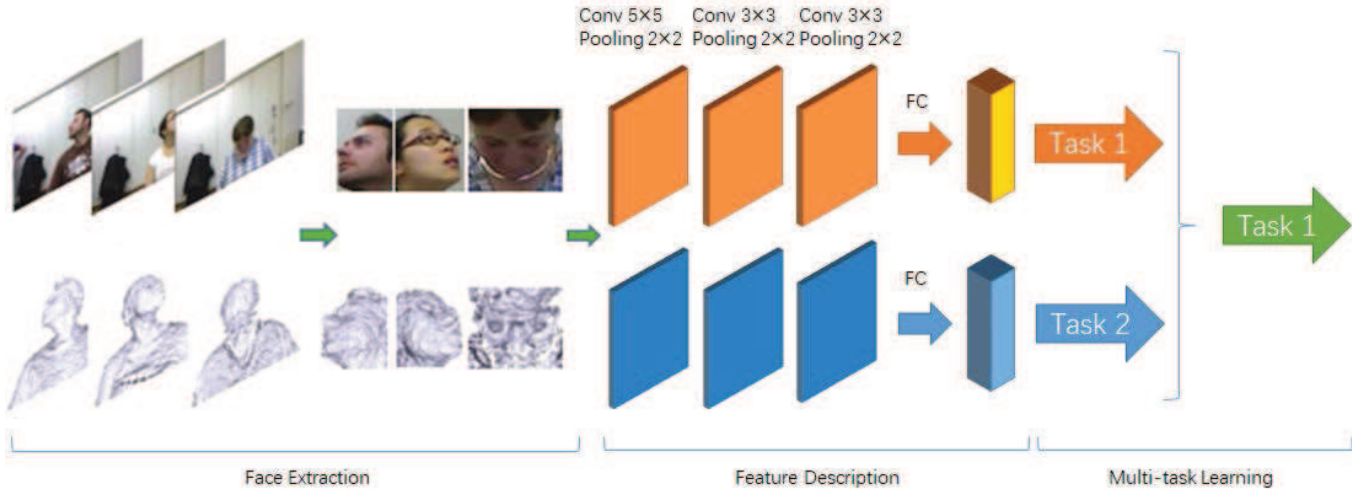 Conv 5×5 Conv 3×3 Conv 3×3
Pooling 2×2 Pooling 2×2 Pooling 2×2
FC
Task 1
Task 1
FC
Task 2
Face Extraction
Feature Description
Multi-task Learning